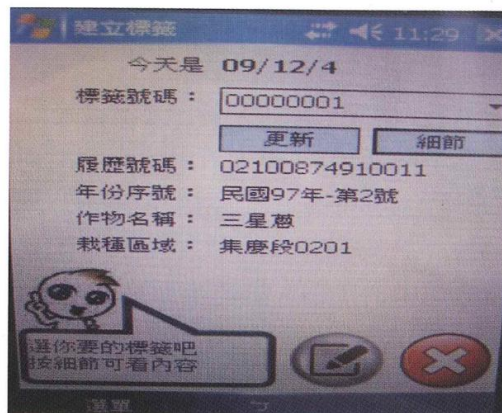 建立標籤 11:29
今天是 09/12/4
標籤號碼： 00000001
更新 細節
履歷號碼： 02100874910011
年份序號： 民國97年-第2號
作物名稱： 三星蔥
栽種區域： 集慶段0201
選你要的標籤吧
按細節可看內容
選單 ㄅ